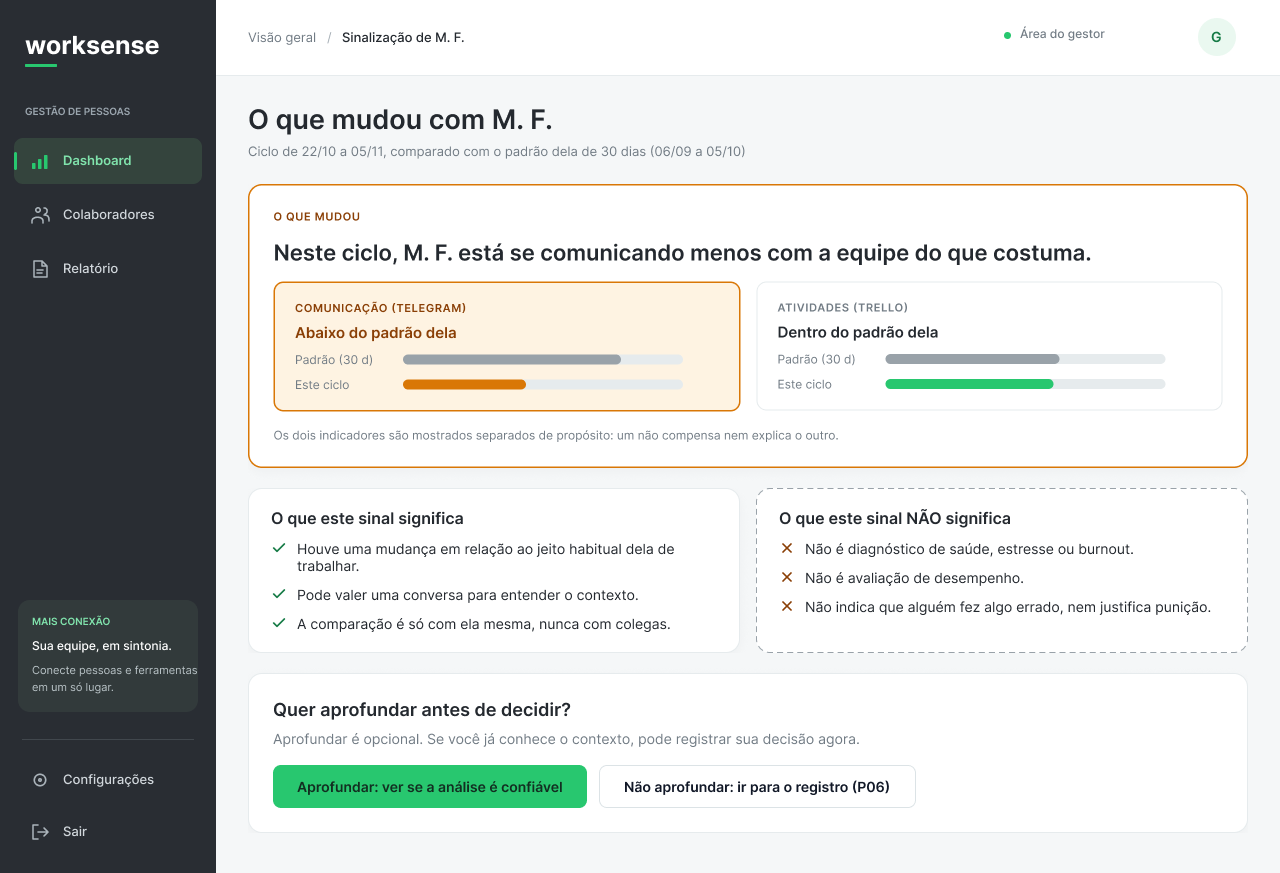 worksense
GESTÃO DE PESSOAS
Dashboard
Colaboradores
Relatório
MAIS CONEXÃO
Sua equipe, em sintonia.
Conecte pessoas e ferramentas
em um só lugar.
Configurações
Sair
Visão geral / Sinalização de M. F.
Área do gestor
G
O que mudou com M. F.
Ciclo de 22/10 a 05/11, comparado com o padrão dela de 30 dias (06/09 a 05/10)
O QUE MUDOU
Neste ciclo, M. F. está se comunicando menos com a equipe do que costuma.
COMUNICAÇÃO (TELEGRAM)
Abaixo do padrão dela
Padrão (30 d)
Este ciclo
ATIVIDADES (TRELLO)
Dentro do padrão dela
Padrão (30 d)
Este ciclo
Os dois indicadores são mostrados separados de propósito: um não compensa nem explica o outro.
O que este sinal significa
Houve uma mudança em relação ao jeito habitual dela de
trabalhar.
Pode valer uma conversa para entender o contexto.
A comparação é só com ela mesma, nunca com colegas.
O que este sinal NÃO significa
Não é diagnóstico de saúde, estresse ou burnout.
Não é avaliação de desempenho.
Não indica que alguém fez algo errado, nem justifica punição.
Quer aprofundar antes de decidir?
Aprofundar é opcional. Se você já conhece o contexto, pode registrar sua decisão agora.
Aprofundar: ver se a análise é confiável
Não aprofundar: ir para o registro (P06)